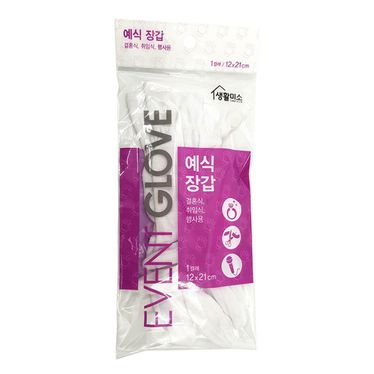 예식 장갑
결혼식, 취임식, 행사용
1켤레 / 12x21cm
생활미소
EVENT GLOVE
예식
장갑
결혼식,
취임식,
행사용
1켤레
12x21cm